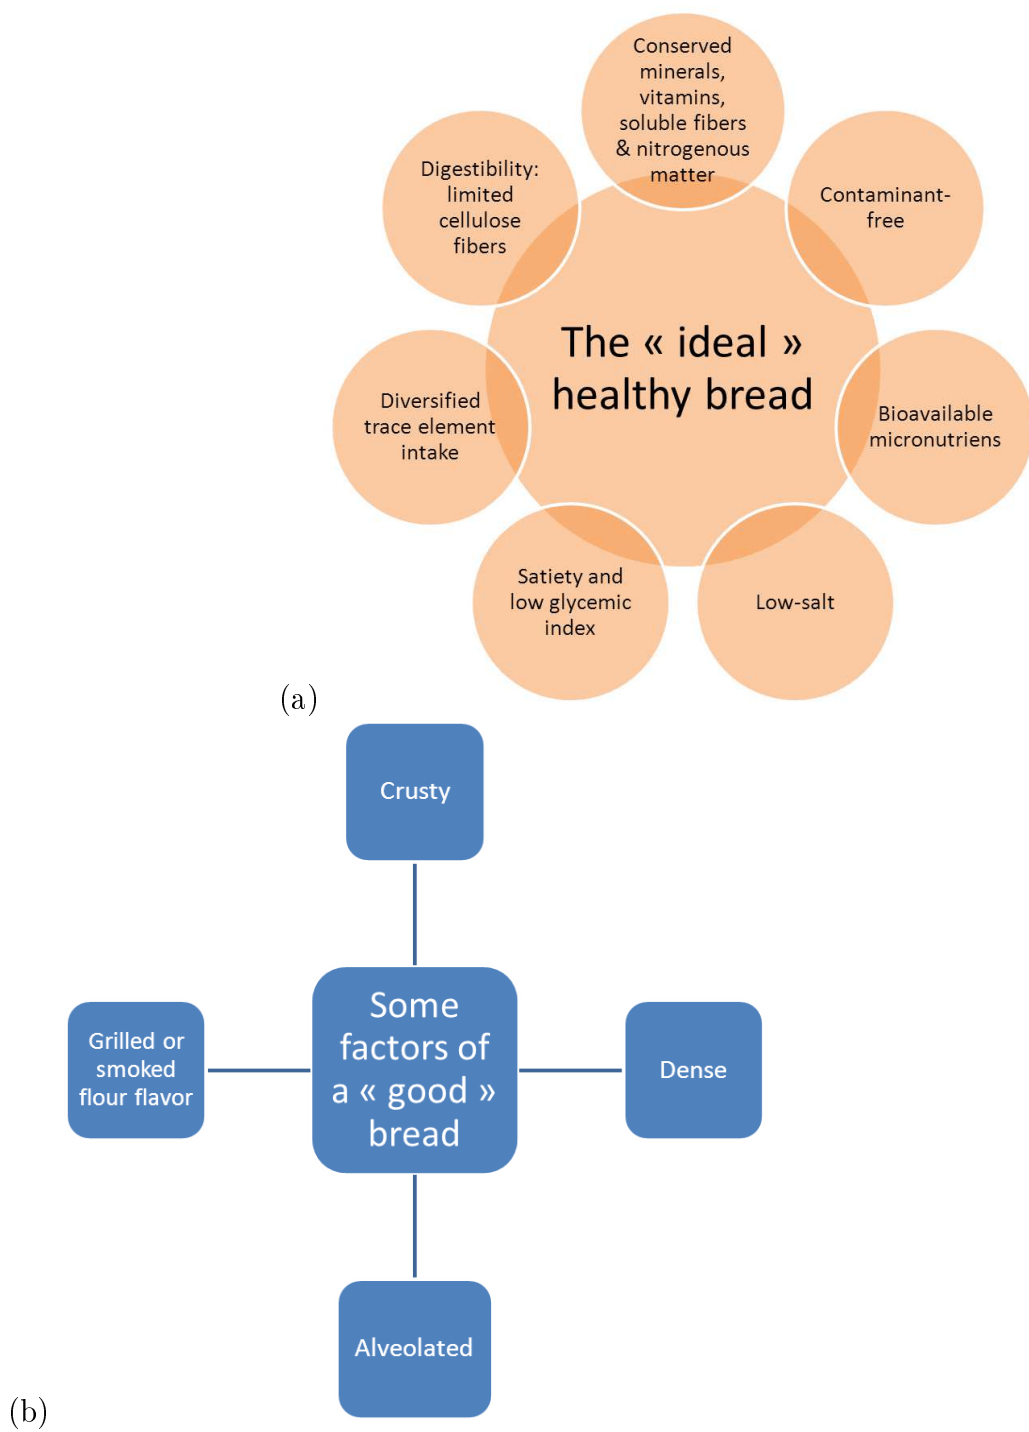 Conserved
minerals,
vitamins,
soluble fibers
& nitrogenous
matter
Digestibility:
limited
cellulose
fibers
Contaminant-
free
The « ideal »
healthy bread
Diversified
trace element
intake
Bioavailable
micronutriens
Satiety and
low glycemic
index
Low-salt
(a)
Crusty
Grilled or
smoked
flour flavor
Some
factors of
a « good »
bread
Dense
Alveolated
(b)